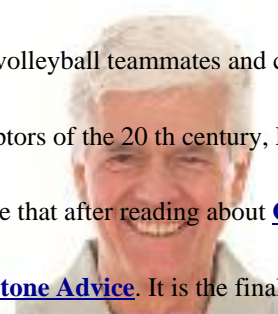 volleyball teammates and
ptors of the 20 th century,
e that after reading about
tone Advice. It is the final